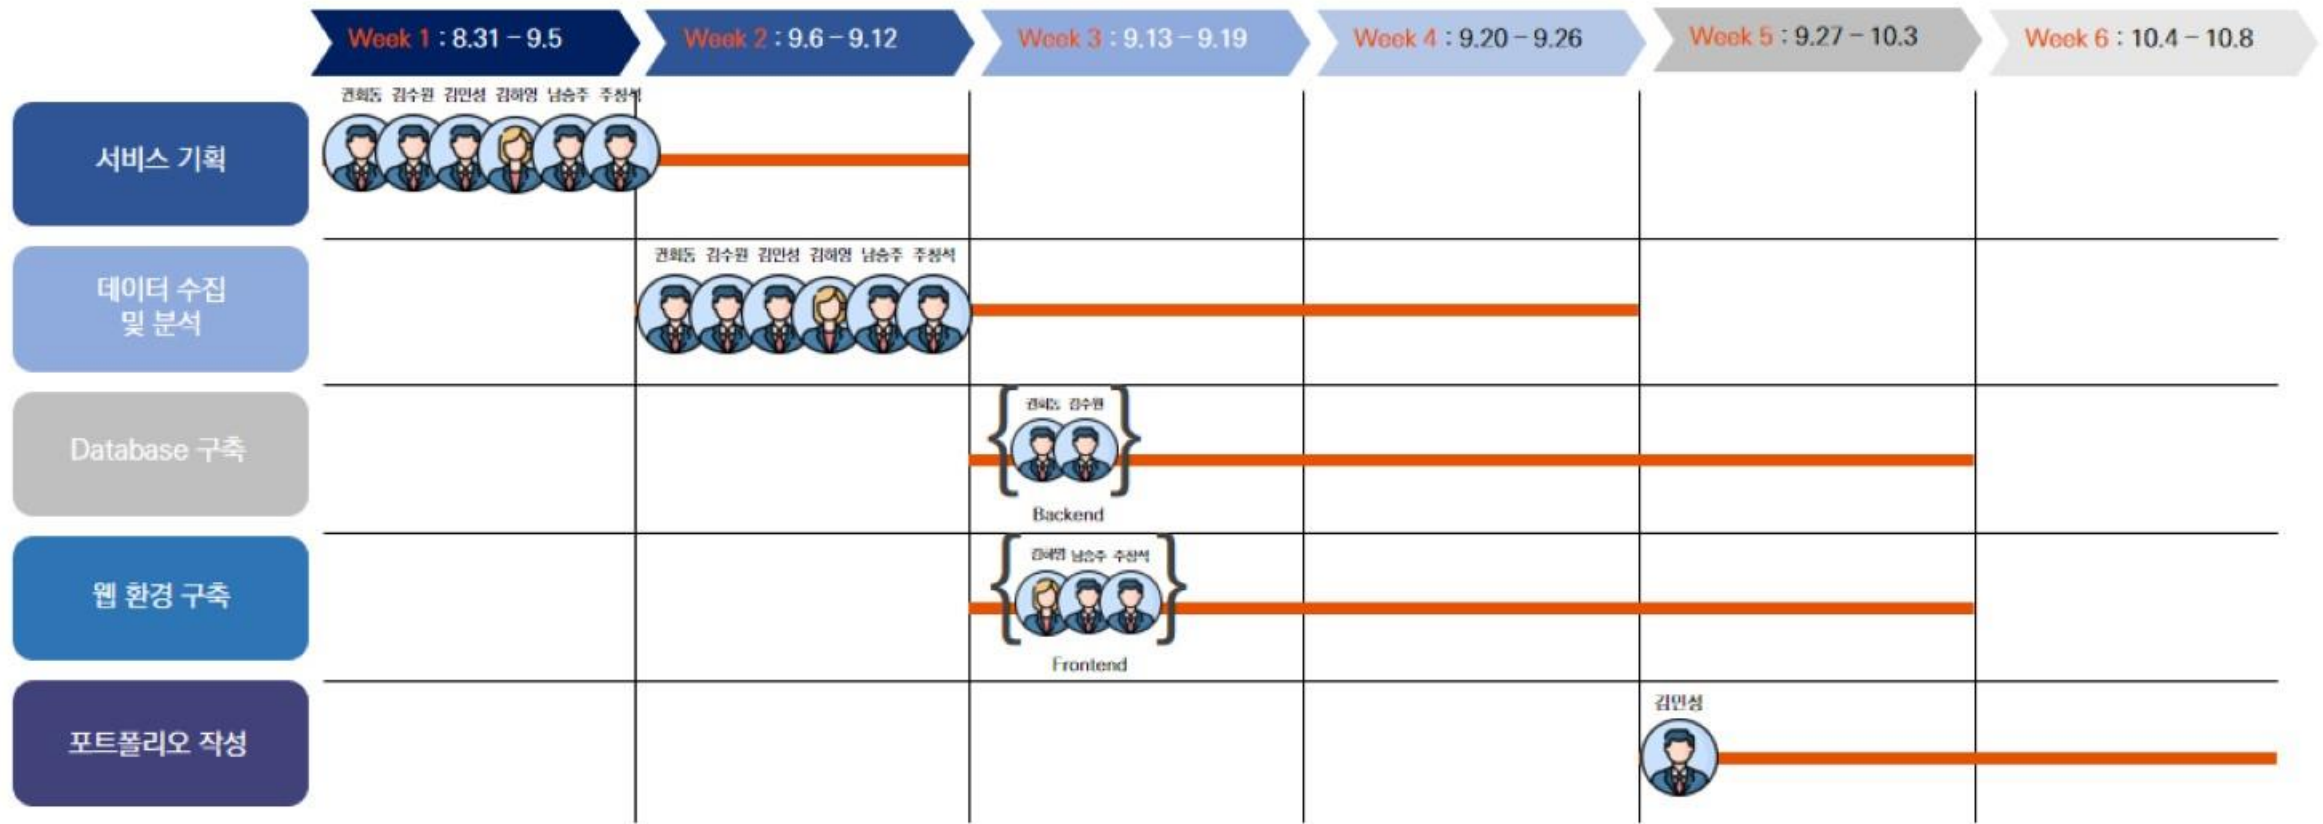 Week 1 : 8.31 – 9.5
Week 2 : 9.6 – 9.12
Week 3 : 9.13 – 9.19
Week 4 : 9.20 – 9.26
Week 5 : 9.27 – 10.3
Week 6 : 10.4 – 10.8
서비스 기획
권회동 김수원 김민성 김하영 남승주 주창석
데이터 수집
및 분석
권회동 김수원 김민성 김하영 남승주 주창석
Database 구축
권회동 김수원
Backend
웹 환경 구축
김하영 남승주 주창석
Frontend
포트폴리오 작성
김민성